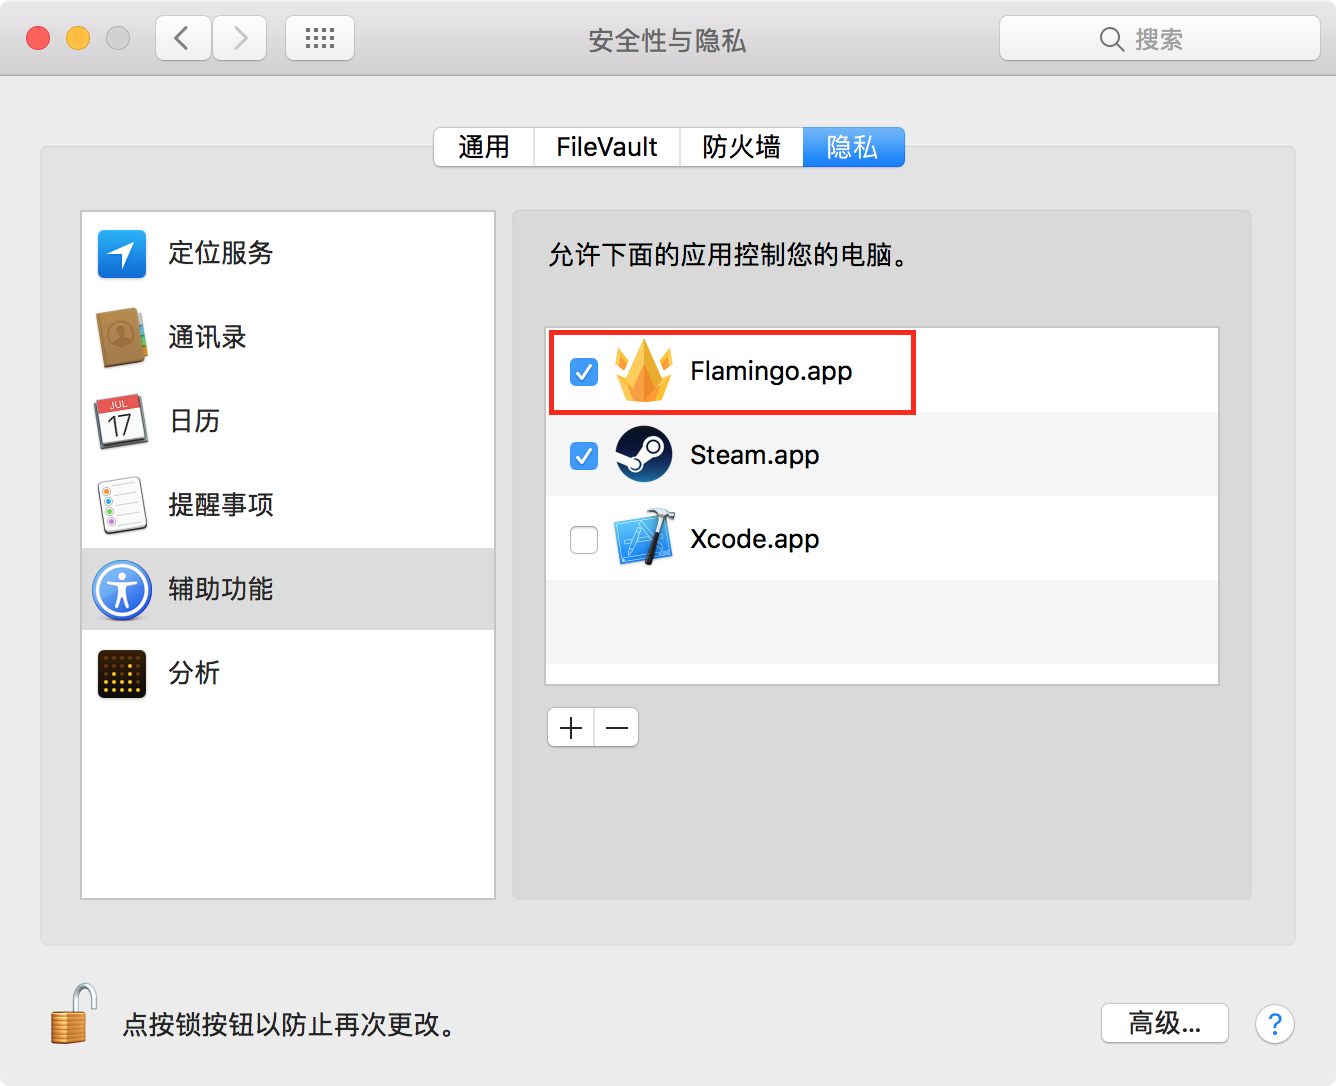 安全性与隐私
搜索
通用
FileVault
防火墙
隐私
定位服务
通讯录
JUL
17
日历
提醒事项
辅助功能
分析
允许下面的应用控制您的电脑。
Flamingo.app
Steam.app
Xcode.app
点按锁按钮以防止再次更改。
高级...
?